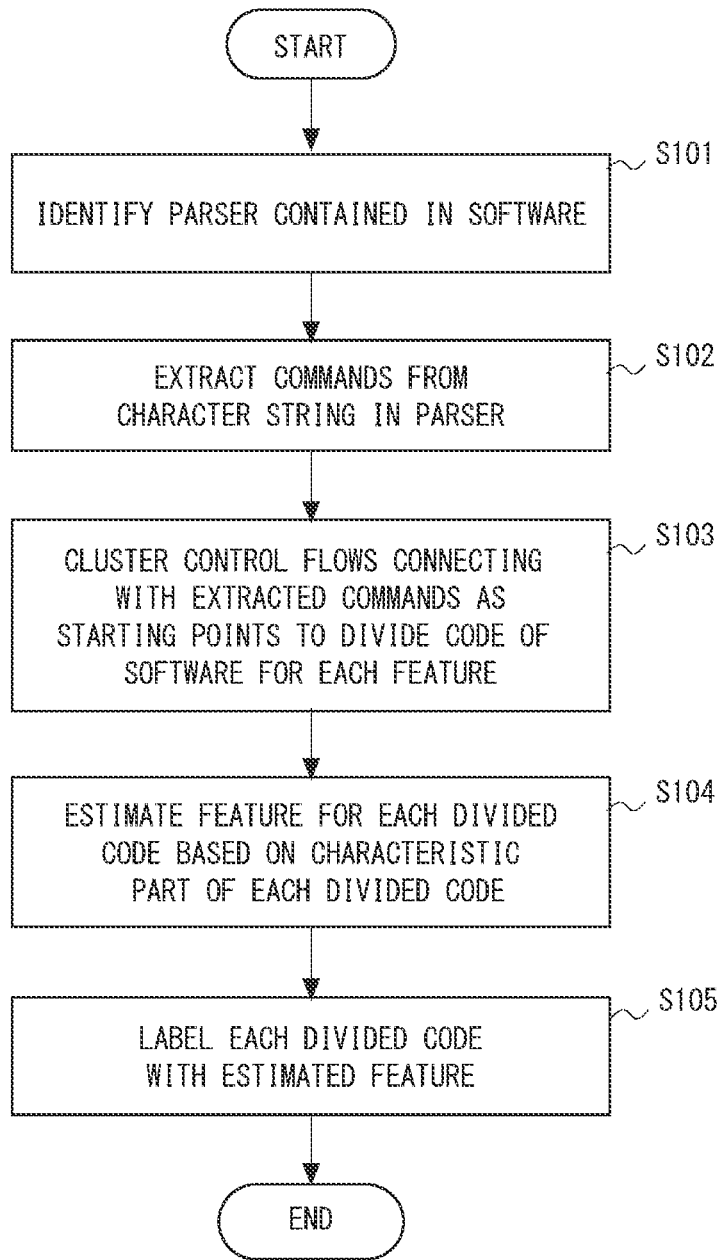 START
S101
IDENTIFY PARSER CONTAINED IN SOFTWARE
S102
EXTRACT COMMANDS FROM
CHARACTER STRING IN PARSER
S103
CLUSTER CONTROL FLOWS CONNECTING
WITH EXTRACTED COMMANDS AS
STARTING POINTS TO DIVIDE CODE OF
SOFTWARE FOR EACH FEATURE
S104
ESTIMATE FEATURE FOR EACH DIVIDED
CODE BASED ON CHARACTERISTIC
PART OF EACH DIVIDED CODE
S105
LABEL EACH DIVIDED CODE
WITH ESTIMATED FEATURE
END